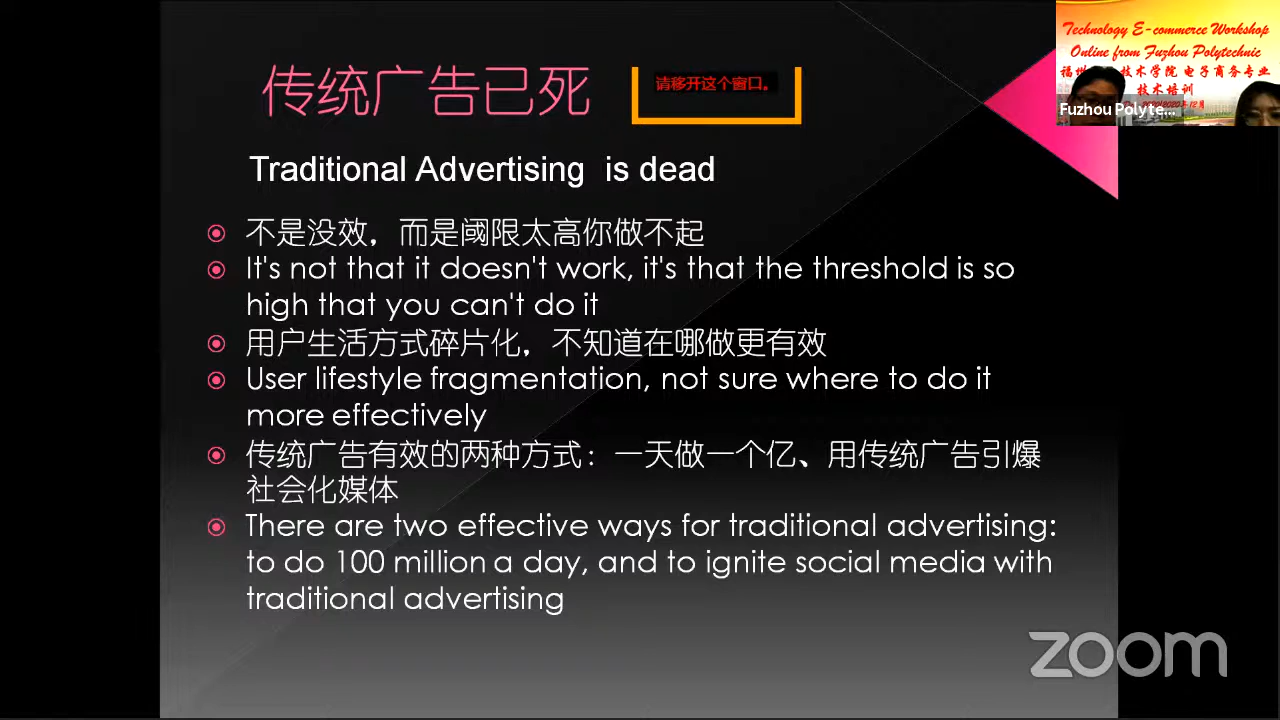 传统广告已死
请移开这个窗口。
Technology E-commerce Workshop
Online from Fuzhou Polytechnic
技术学院 电子商务专业
技术培训
Fuzhou Polyte...
Traditional Advertising is dead
不是没效，而是阈限太高你做不起
It's not that it doesn't work, it's that the threshold is so
high that you can't do it
用户生活方式碎片化，不知道在哪做更有效
User lifestyle fragmentation, not sure where to do it
more effectively
传统广告有效的两种方式：一天做一个亿、用传统广告引爆
社会化媒体
There are two effective ways for traditional advertising:
to do 100 million a day, and to ignite social media with
traditional advertising
zoom